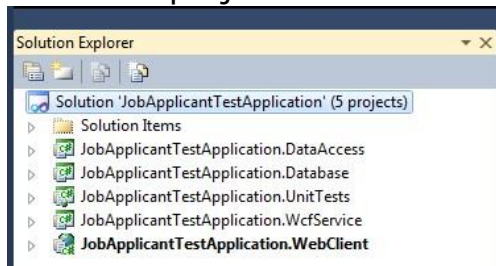 Solution Explorer
Solution 'JobApplicantTestApplication' (5 projects)
Solution Items
JobApplicantTestApplication.DataAccess
JobApplicantTestApplication.Database
JobApplicantTestApplication.UnitTests
JobApplicantTestApplication.WcfService
JobApplicantTestApplication.WebClient